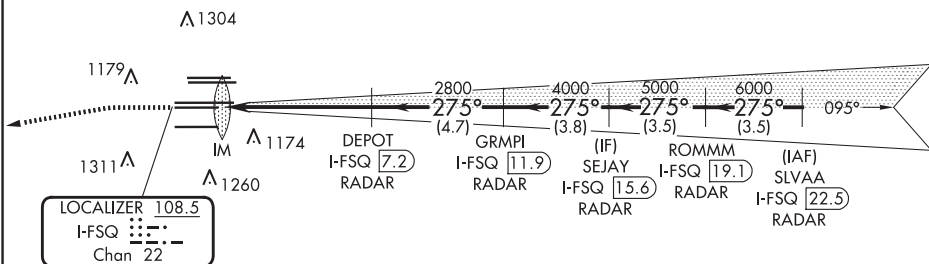 1304
1179
2800 4000 5000 6000
275° 275° 275° 275° 095°
(4.7) (3.8) (3.5) (3.5)
IM
1174
1311
1260
DEPOT
I-FSQ 7.2
RADAR
GRMPI
I-FSQ 11.9
RADAR
(IF)
SEJAY
I-FSQ 15.6
RADAR
ROMMM
I-FSQ 19.1
RADAR
(IAF)
SLVAA
I-FSQ 22.5
RADAR
LOCALIZER 108.5
I-FSQ
Chan 22